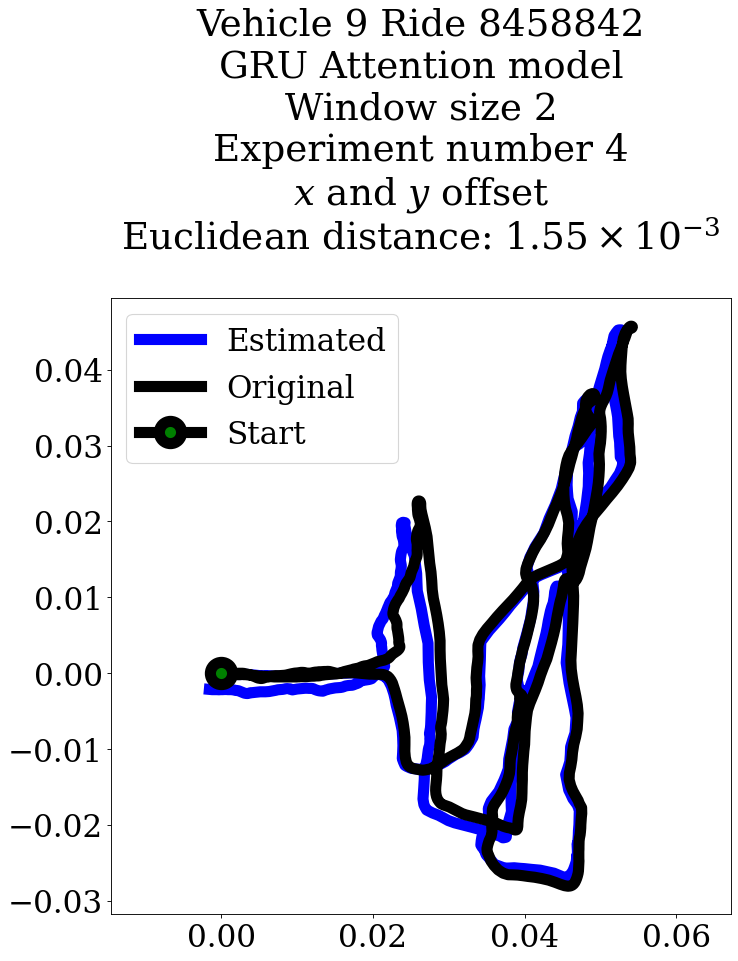 Vehicle 9 Ride 8458842
GRU Attention model
Window size 2
Experiment number 4
x and y offset
Euclidean distance: 1.55 × 10⁻³
Estimated
Original
Start
0.04
0.03
0.02
0.01
0.00
−0.01
−0.02
−0.03
0.00 0.02 0.04 0.06